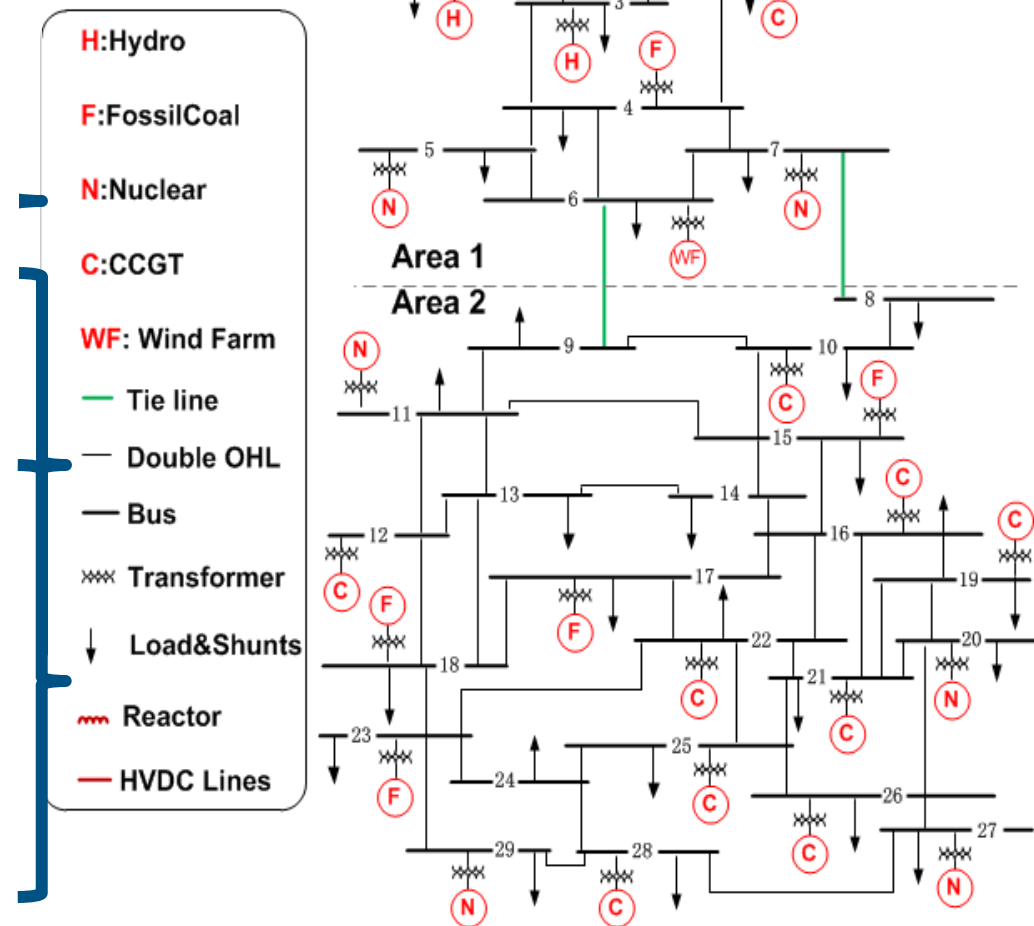 H:Hydro
F:FossilCoal
N:Nuclear
C:CCGT
WF: Wind Farm
Tie line
Double OHL
Bus
Transformer
Load&Shunts
Reactor
HVDC Lines
3
H
C
H
F
4
5
7
N
6
N
WF
Area 1
Area 2
8
9
10
N
F
C
11
15
C
13
14
C
12
16
C
F
17
19
F
22
20
18
21
C
N
C
23
25
F
24
C
26
C
27
29
28
N
C
N